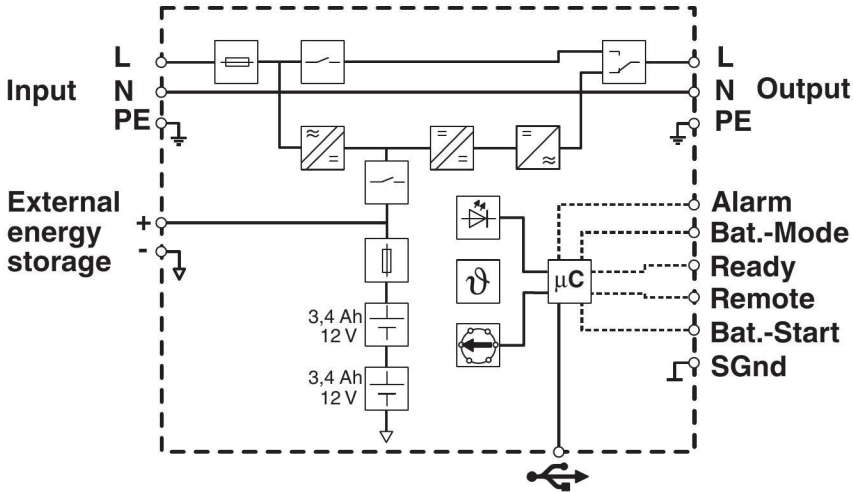 L
L
Input
N
N
Output
PE
PE
External
energy
storage
+
-
Alarm
Bat.-Mode
Ready
Remote
Bat.-Start
SGnd
ϑ
µC
3,4 Ah
12 V
3,4 Ah
12 V